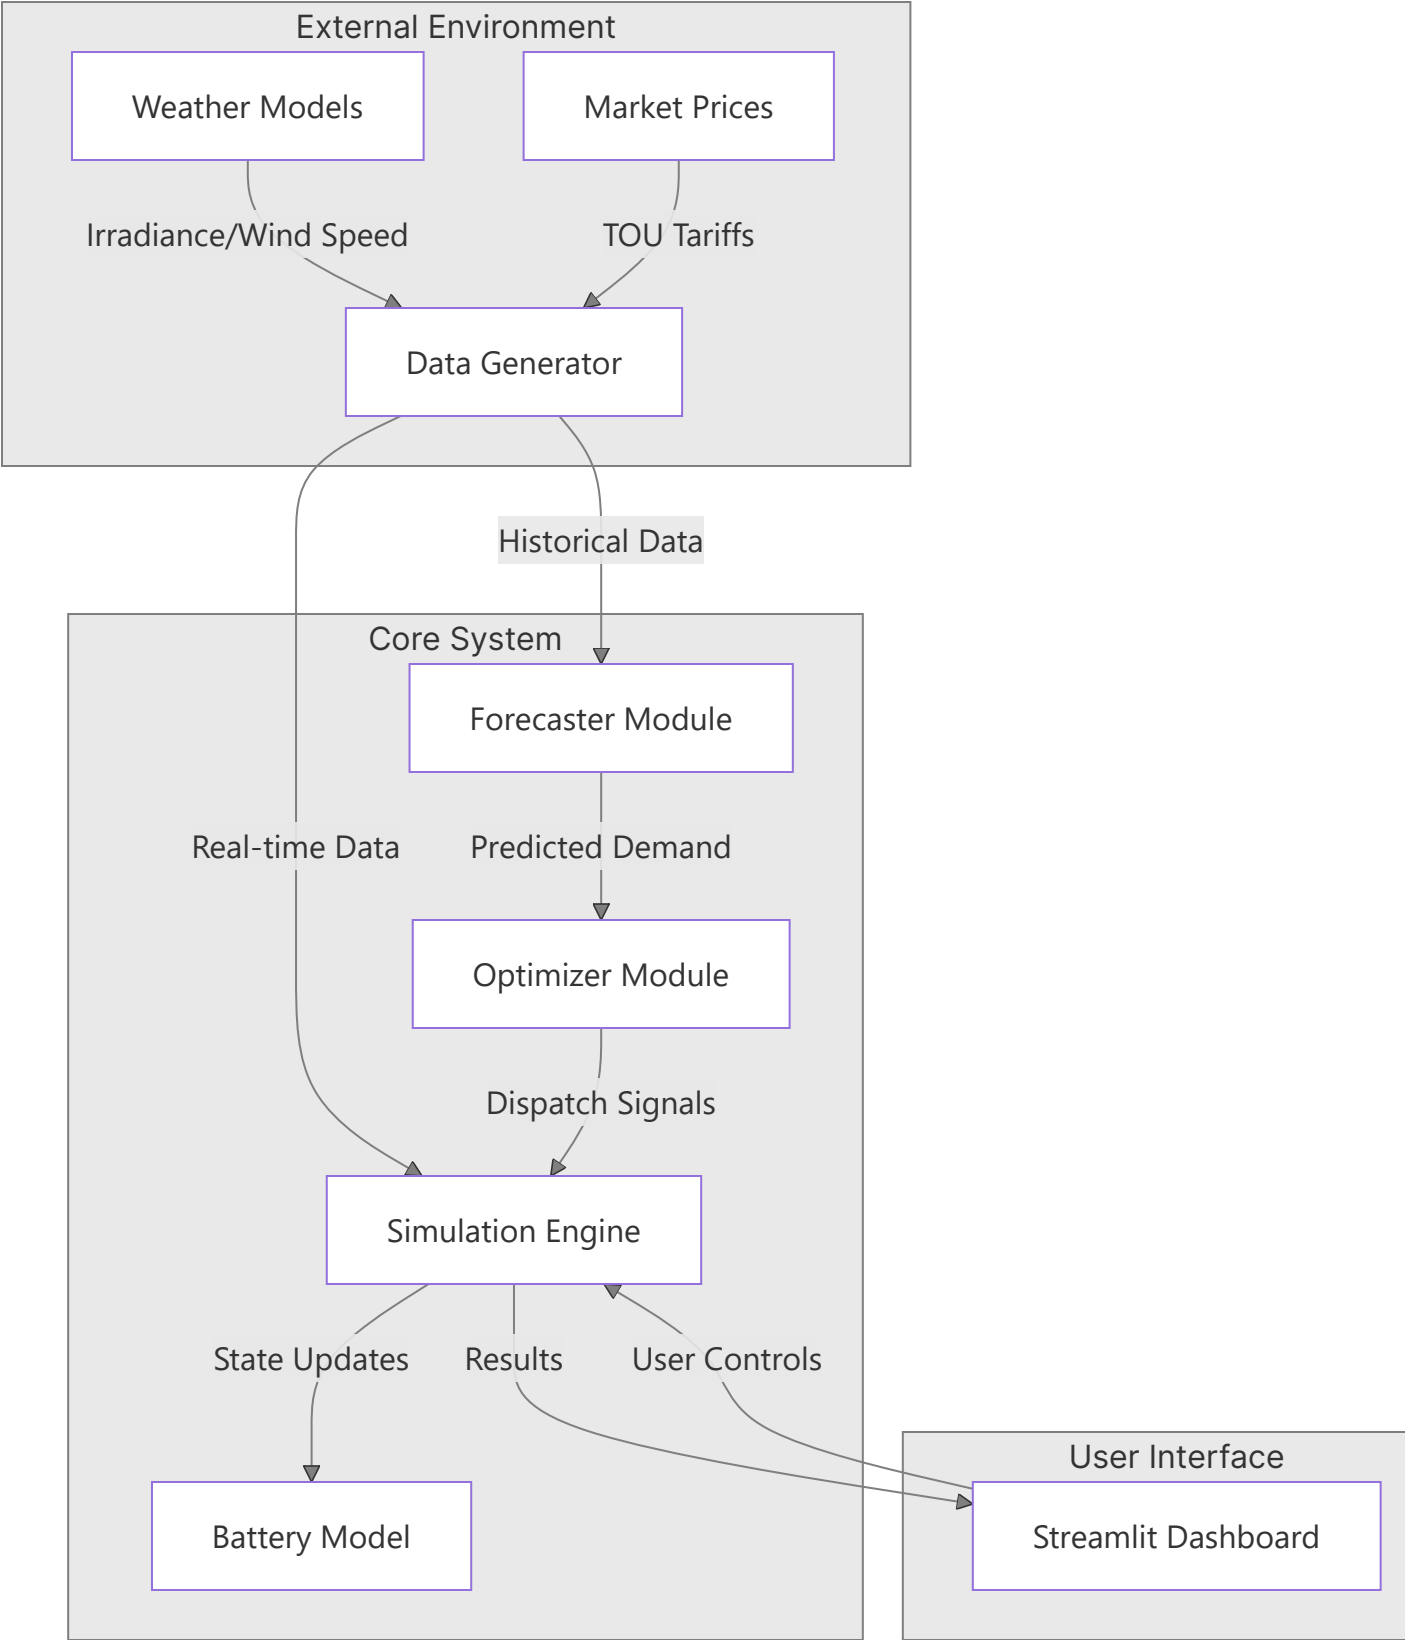 External Environment
Weather Models
Market Prices
Irradiance/Wind Speed
TOU Tariffs
Data Generator
Historical Data
Core System
Forecaster Module
Real-time Data
Predicted Demand
Optimizer Module
Dispatch Signals
Simulation Engine
State Updates
Results
User Controls
User Interface
Battery Model
Streamlit Dashboard